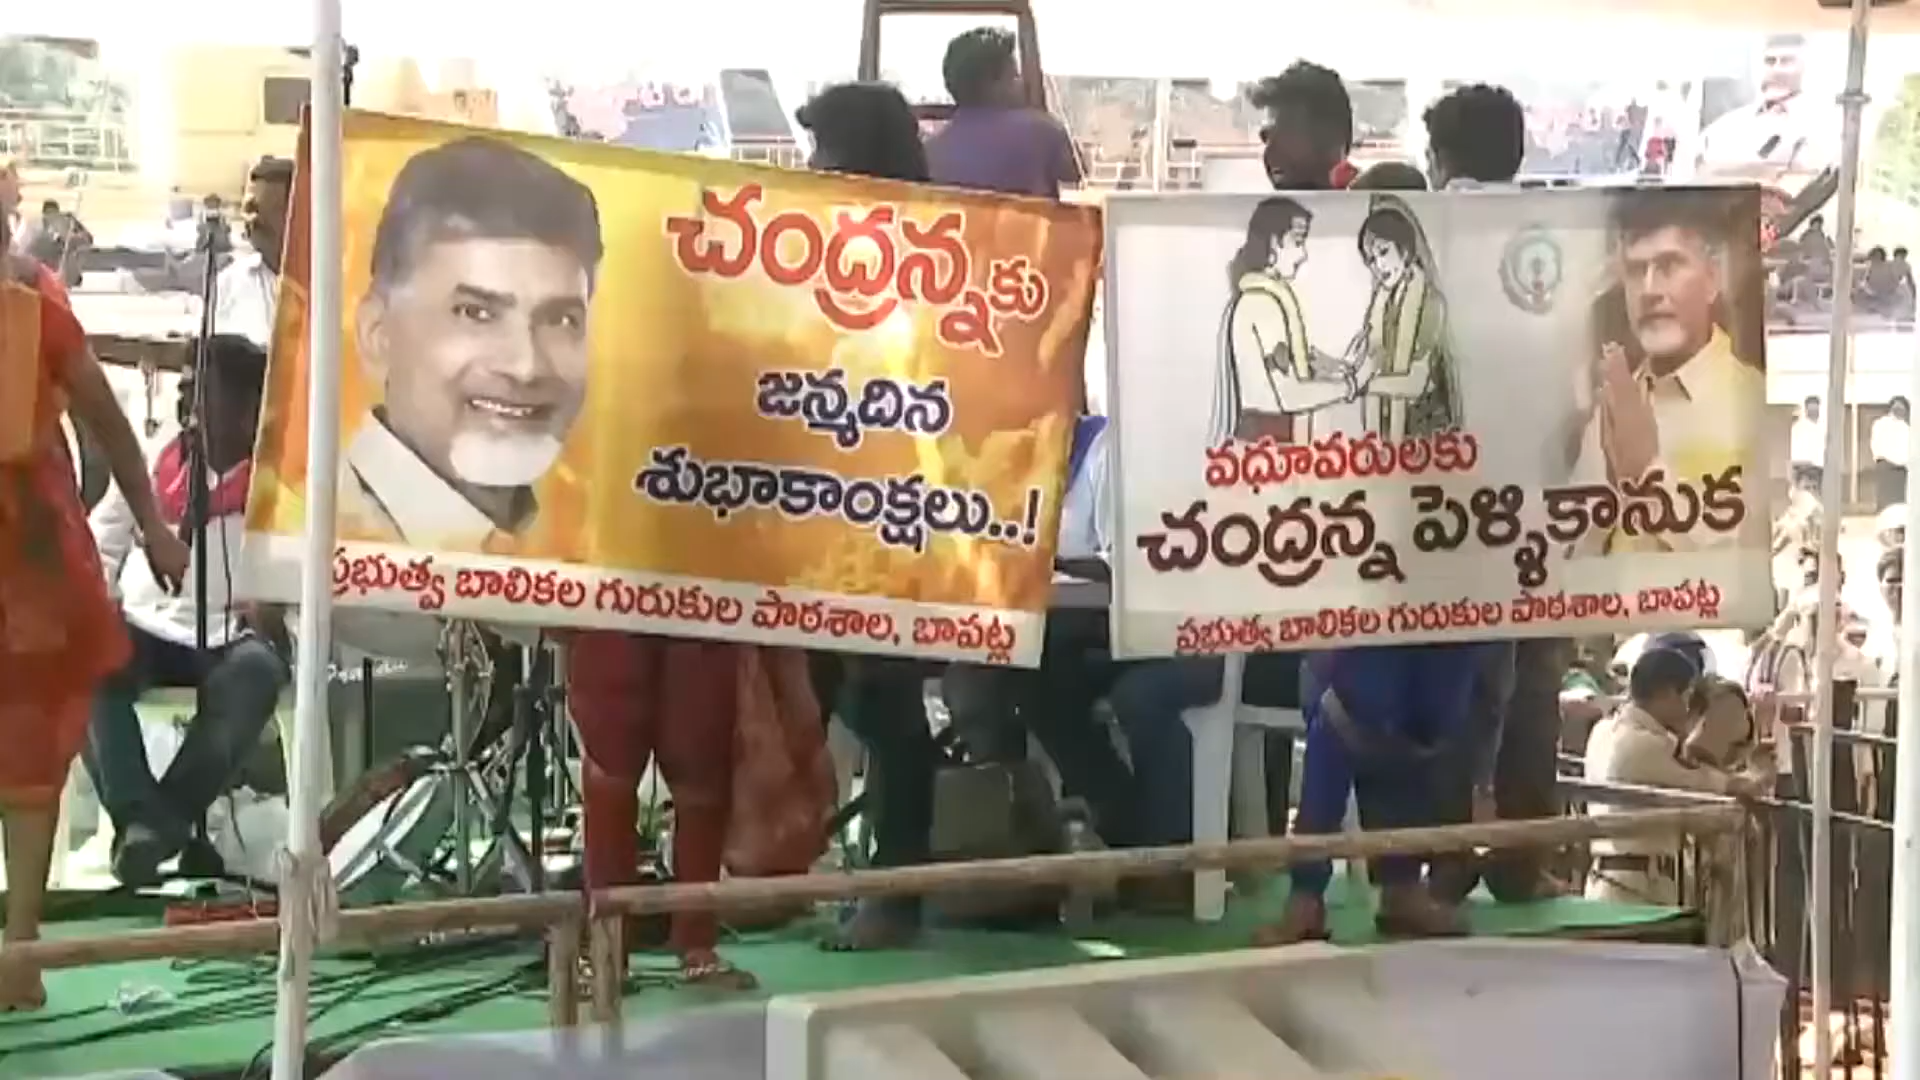 చంద్రన్నకు
జన్మదిన
శుభాకాంక్షలు..!
ప్రభుత్వ బాలికల గురుకుల పాఠశాల, బాపట్ల
వధూవరులకు
చంద్రన్న పెళ్ళికానుక
ప్రభుత్వ బాలికల గురుకుల పాఠశాల, బాపట్ల